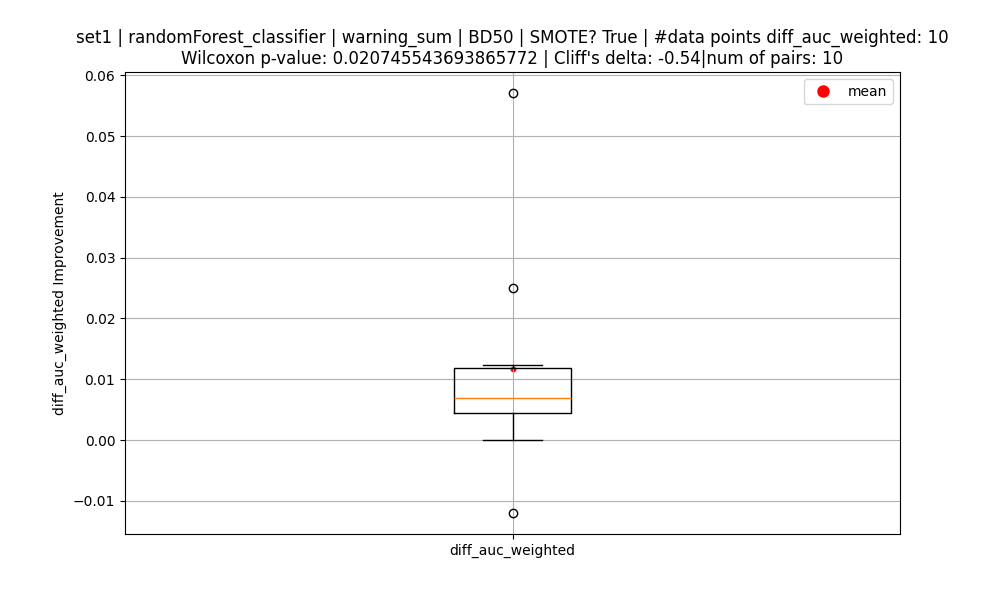 set1 | randomForest_classifier | warning_sum | BD50 | SMOTE? True | #data points diff_auc_weighted: 10
Wilcoxon p-value: 0.020745543693865772 | Cliff's delta: -0.54|num of pairs: 10
mean
0.06
0.05
0.04
0.03
0.02
0.01
0.00
−0.01
diff_auc_weighted Improvement
diff_auc_weighted